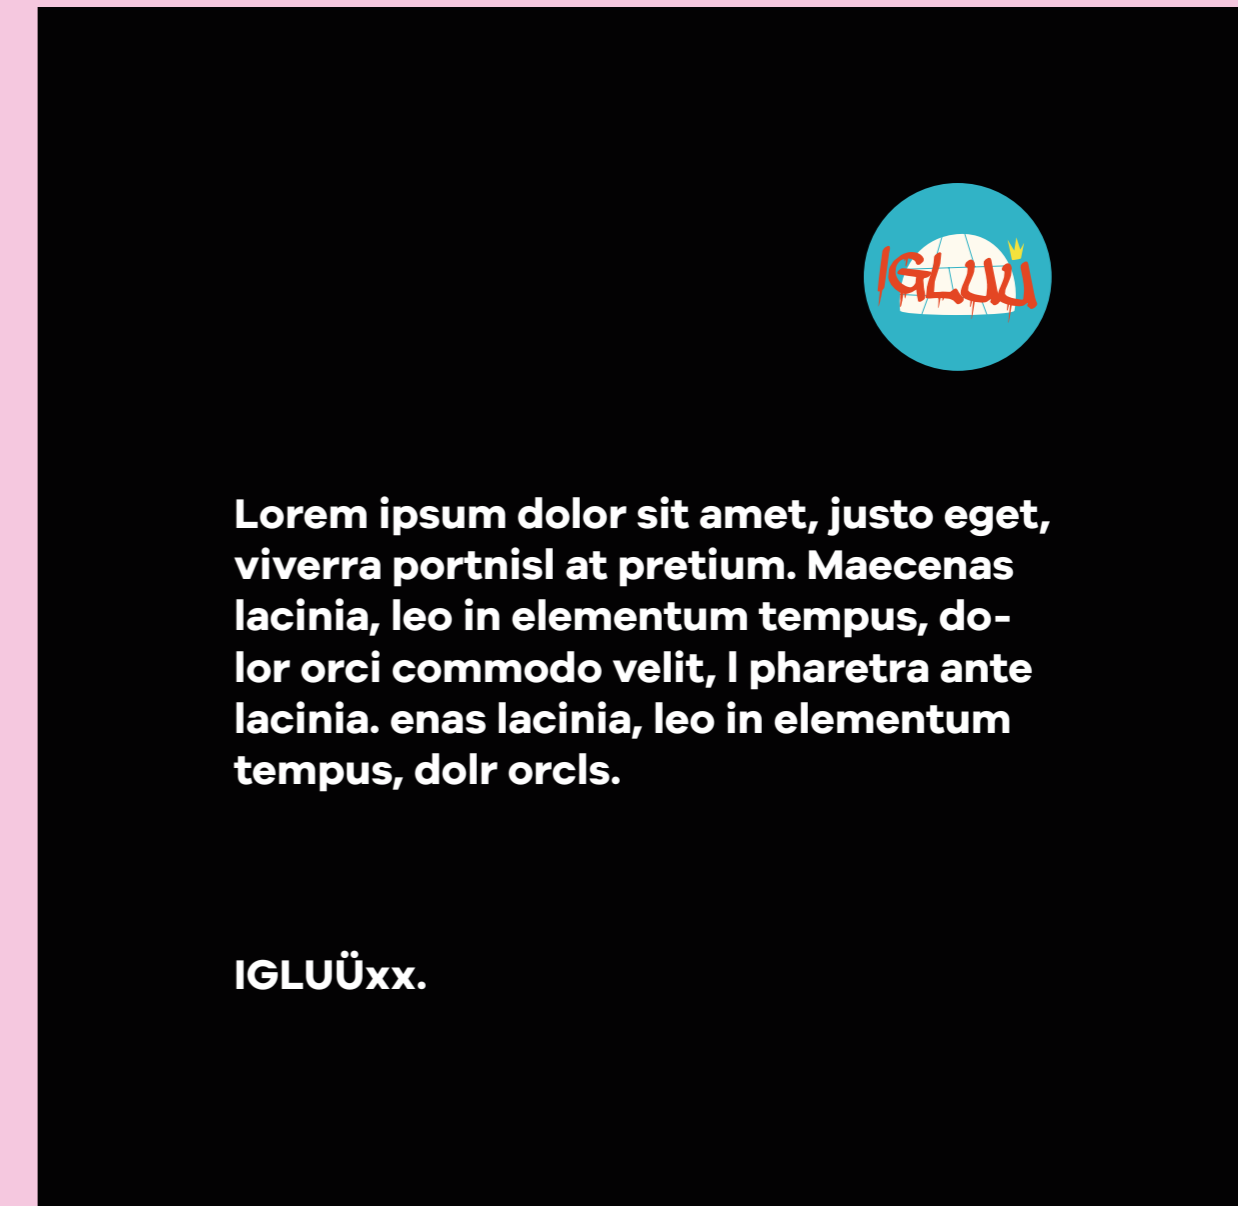 IGLUU
Lorem ipsum dolor sit amet, justo eget,
viverra portnisl at pretium. Maecenas
lacinia, leo in elementum tempus, do-
lor orci commodo velit, l pharetra ante
lacinia. enas lacinia, leo in elementum
tempus, dolr orcls.
IGLUÜxx.